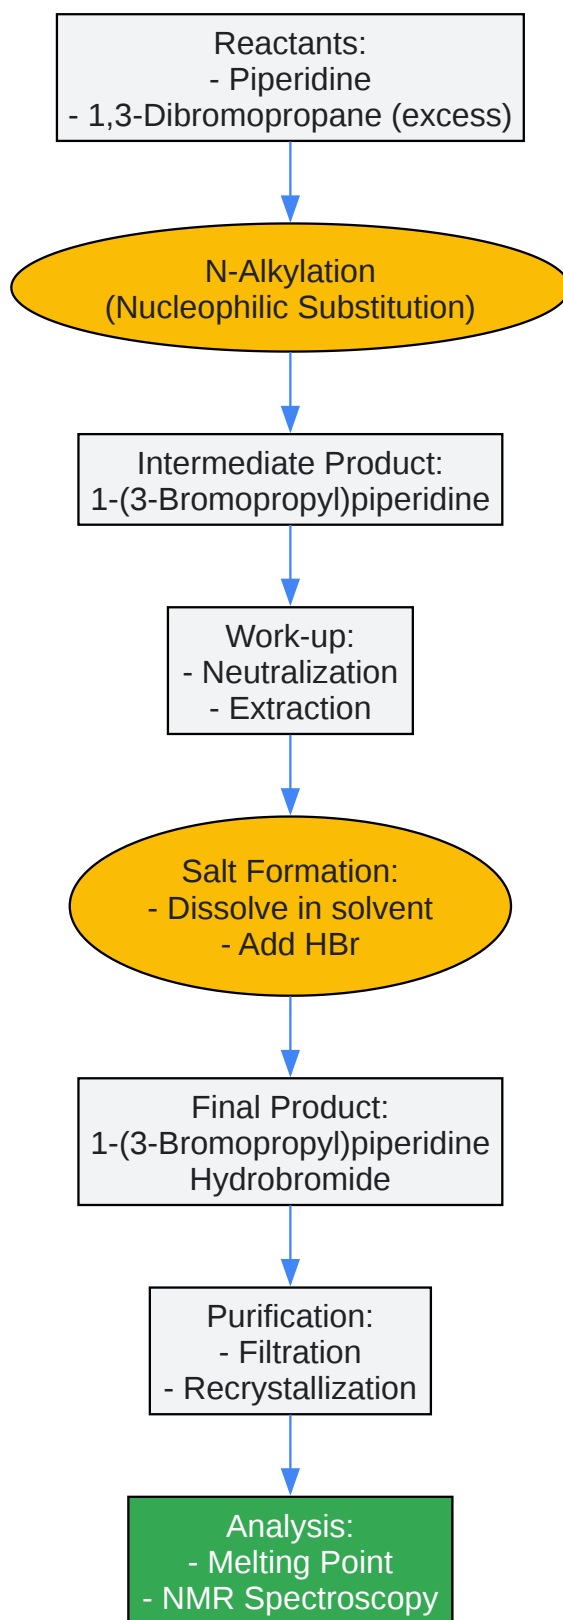 Reactants:
- Piperidine
- 1,3-Dibromopropane (excess)
N-Alkylation
(Nucleophilic Substitution)
Intermediate Product:
1-(3-Bromopropyl)piperidine
Work-up:
- Neutralization
- Extraction
Salt Formation:
- Dissolve in solvent
- Add HBr
Final Product:
1-(3-Bromopropyl)piperidine
Hydrobromide
Purification:
- Filtration
- Recrystallization
Analysis:
- Melting Point
- NMR Spectroscopy